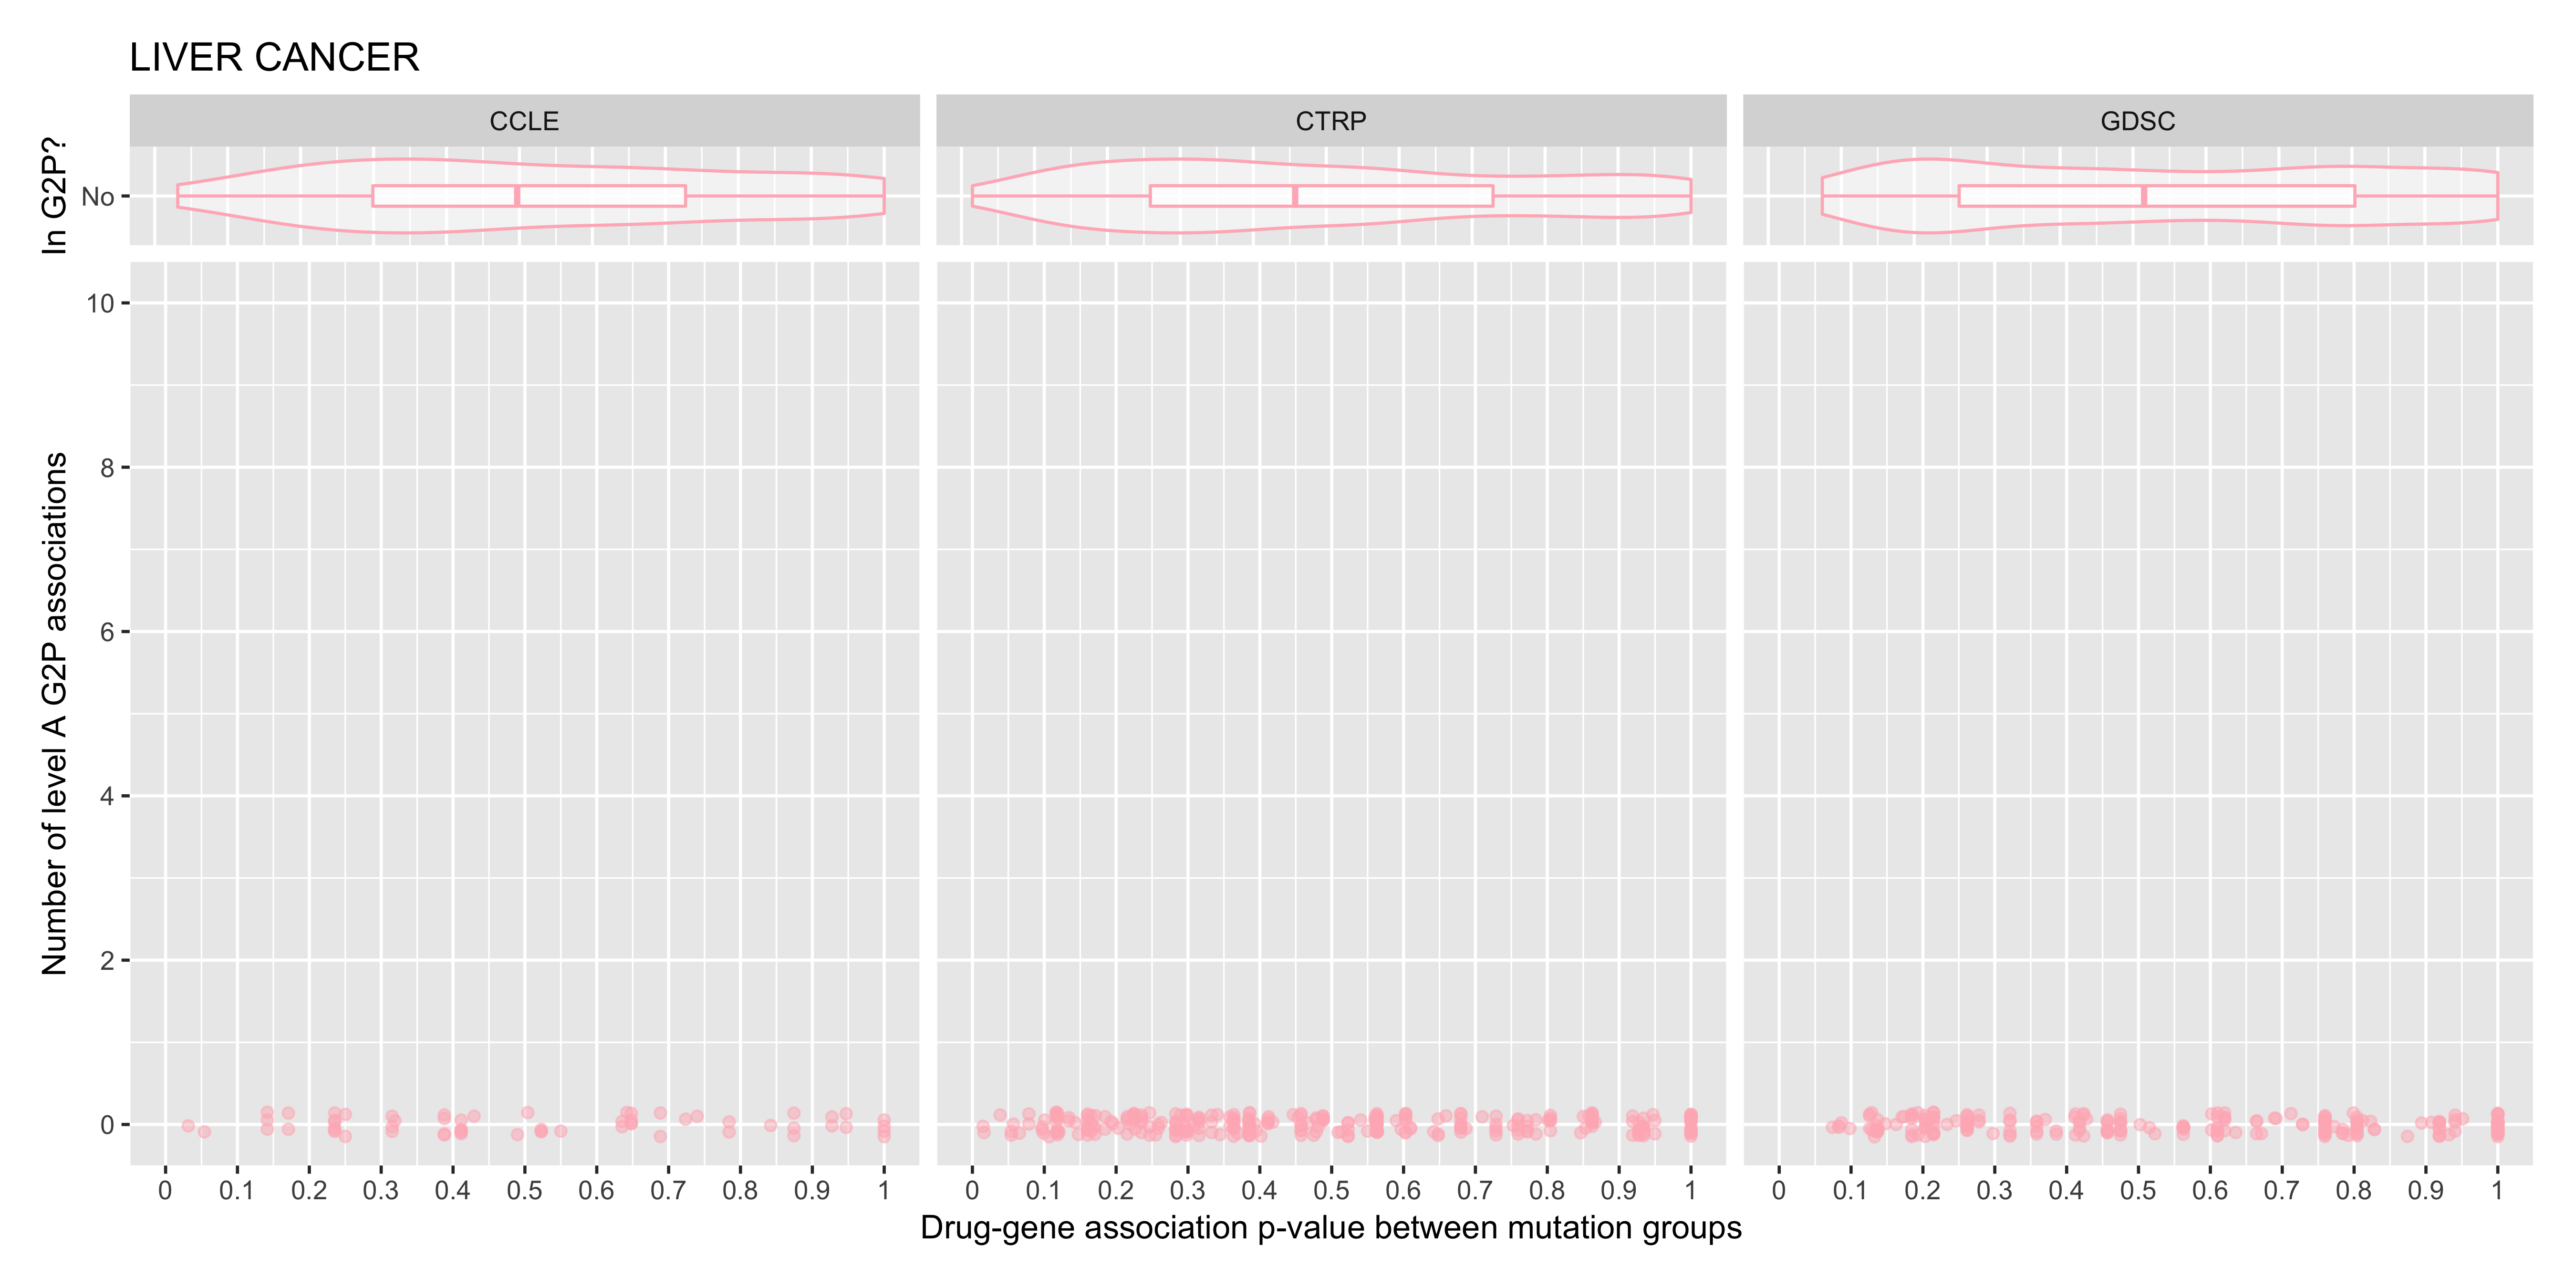 LIVER CANCER
CCLE CTRP GDSC
In G2P?
No
Number of level A G2P associations
10
8
6
4
2
0
0 0.1 0.2 0.3 0.4 0.5 0.6 0.7 0.8 0.9 1 0 0.1 0.2 0.3 0.4 0.5 0.6 0.7 0.8 0.9 1 0 0.1 0.2 0.3 0.4 0.5 0.6 0.7 0.8 0.9 1
Drug-gene association p-value between mutation groups